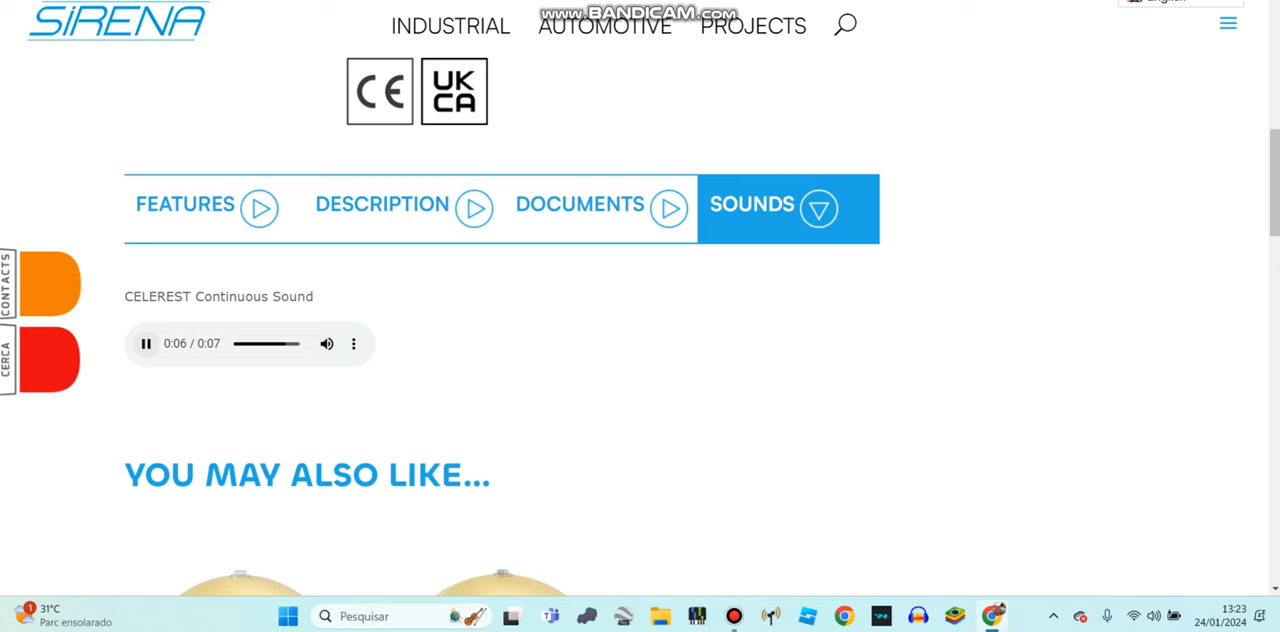 www.BANDICAM.com
English
SiRENA
INDUSTRIAL AUTOMOTIVE PROJECTS
CE UK CA
FEATURES DESCRIPTION DOCUMENTS SOUNDS
CONTACTS
CERCA
CELEREST Continuous Sound
0:06 / 0:07
YOU MAY ALSO LIKE...
1
31°C
Parc ensolarado
Pesquisar
13:23
24/01/2024